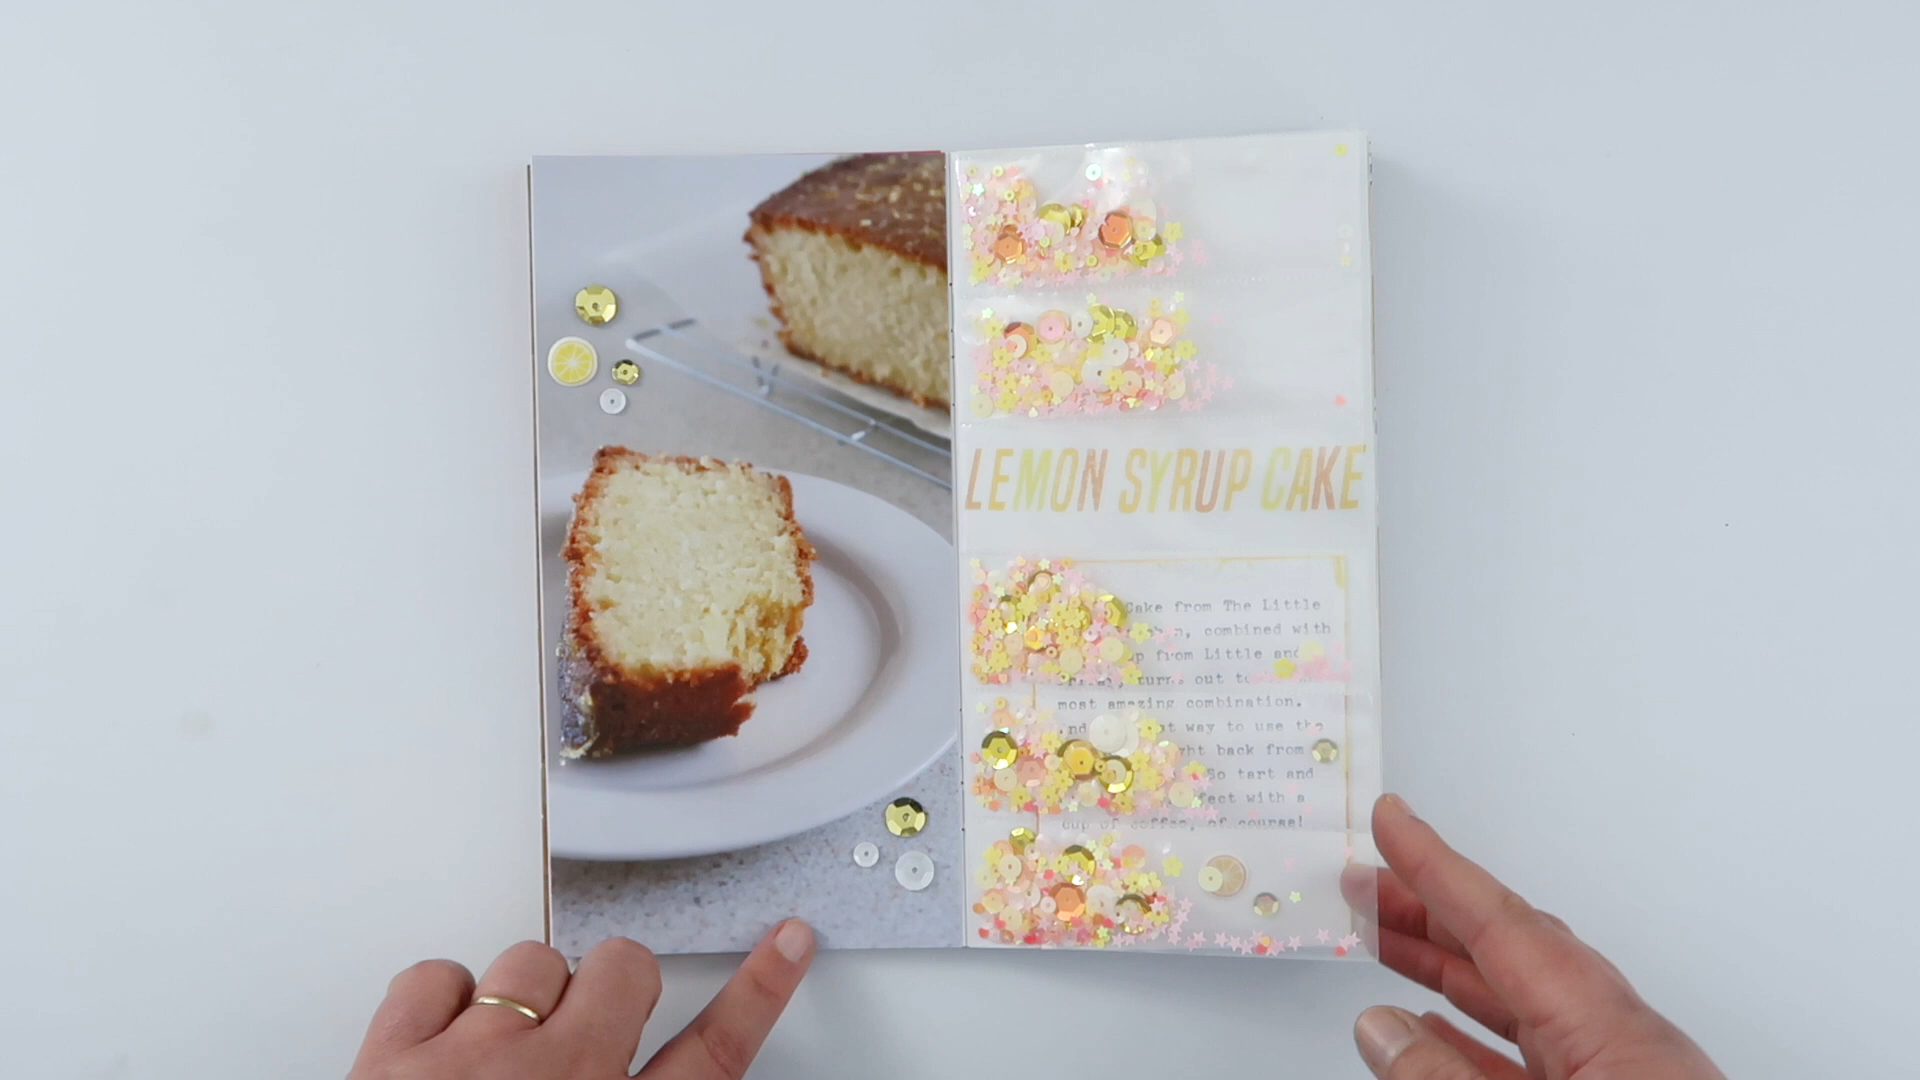 LEMON SYRUP CAKE
Cake from The Little
combined with
from Little and
turns out to
most amazing combination.
way to use the
back from
So tart and
with a
cup of coffee, of course!